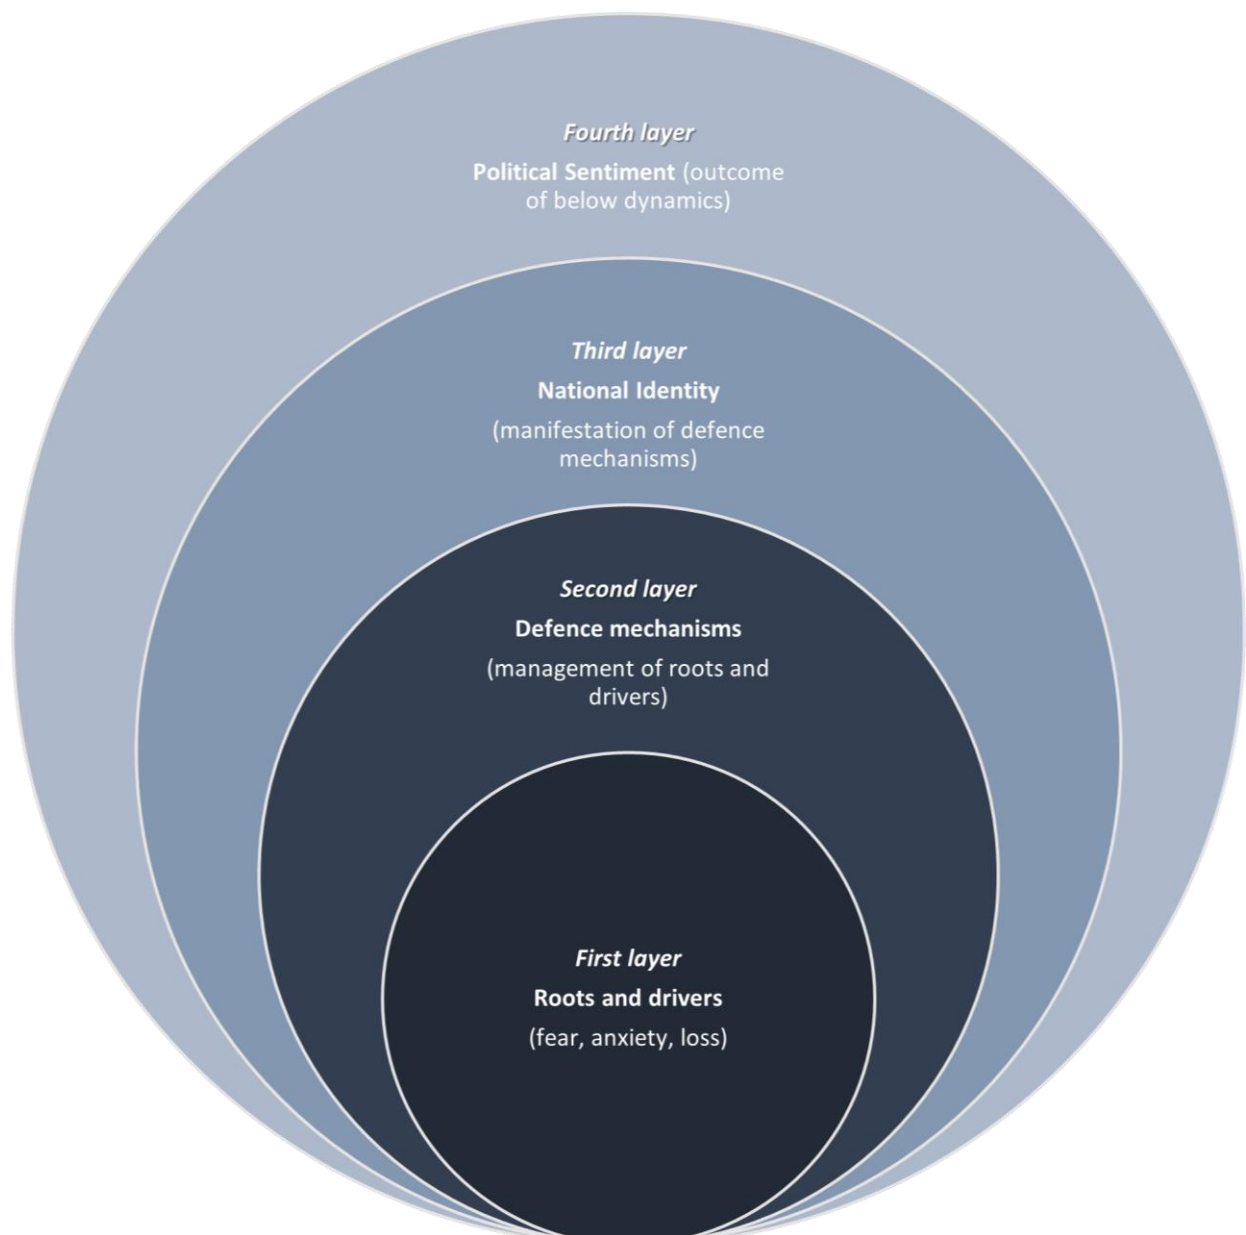 Fourth layer
Political Sentiment (outcome
of below dynamics)
Third layer
National Identity
(manifestation of defence
mechanisms)
Second layer
Defence mechanisms
(management of roots and
drivers)
First layer
Roots and drivers
(fear, anxiety, loss)